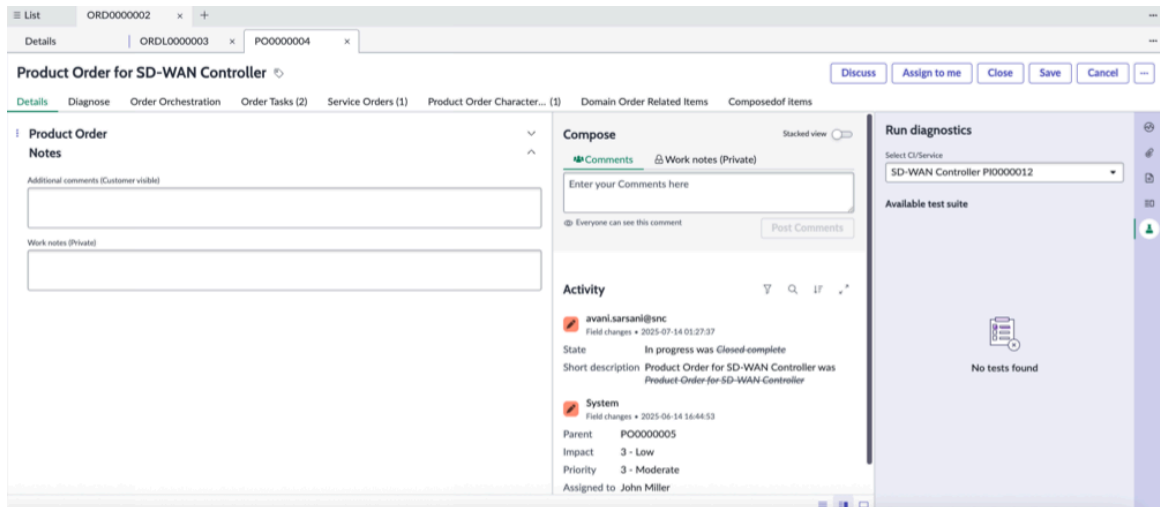 List
ORD0000002
Details
ORDL0000003
PO0000004
Product Order for SD-WAN Controller
Discuss
Assign to me
Close
Save
Cancel
Details
Diagnose
Order Orchestration
Order Tasks (2)
Service Orders (1)
Product Order Character... (1)
Domain Order Related Items
Composedof items
Product Order
Notes
Additional comments (Customer visible)
Work notes (Private)
Compose
Stacked view
Comments
Work notes (Private)
Enter your Comments here
Everyone can see this comment
Post Comments
Activity
avani.sarsani@snc
Field changes • 2025-07-14 01:27:37
State In progress was Closed complete
Short description Product Order for SD-WAN Controller was
Product Order for SD-WAN Controller
System
Field changes • 2025-06-14 16:44:53
Parent PO0000005
Impact 3 - Low
Priority 3 - Moderate
Assigned to John Miller
Run diagnostics
Select CI/Service
SD-WAN Controller PI0000012
Available test suite
No tests found